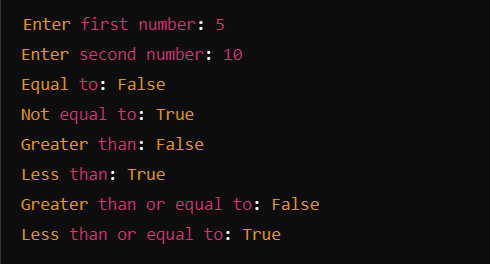 Enter first number: 5
Enter second number: 10
Equal to: False
Not equal to: True
Greater than: False
Less than: True
Greater than or equal to: False
Less than or equal to: True